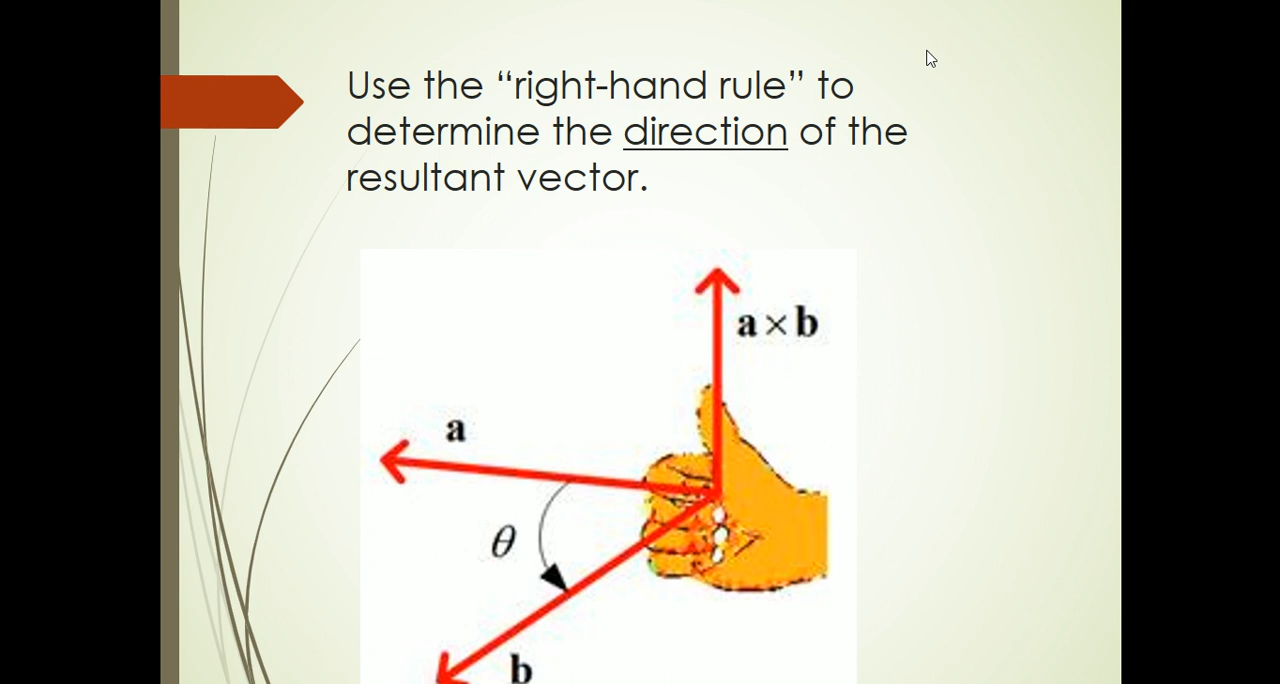 Use the “right-hand rule” to
determine the direction of the
resultant vector.
a × b
a
θ
b